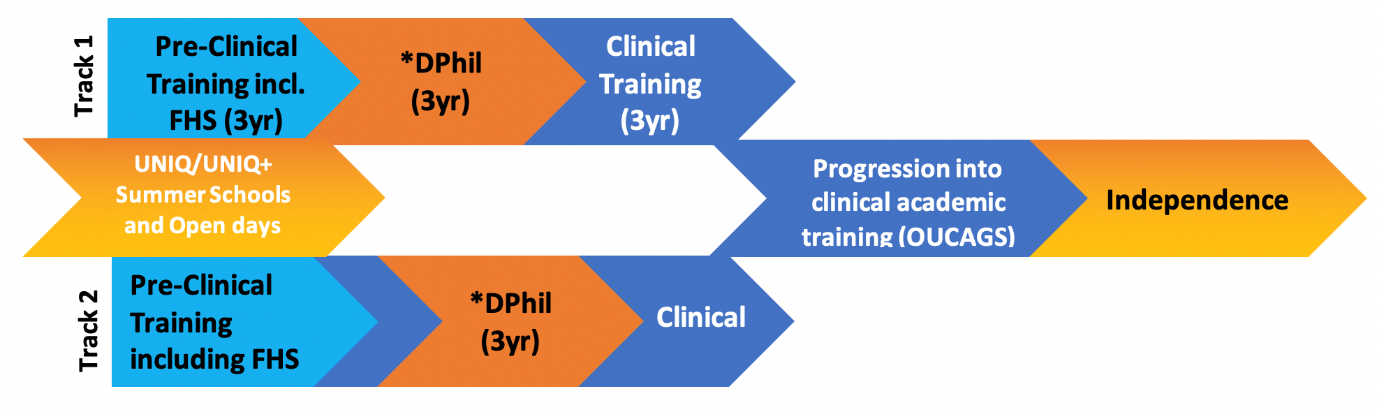 Track 1
Pre-Clinical
Training incl.
FHS (3yr)
*DPhil
(3yr)
Clinical
Training
(3yr)
UNIQ/UNIQ+
Summer Schools
and Open days
Progression into
clinical academic
training (OUCAGS)
Independence
Track 2
Pre-Clinical
Training
including FHS
*DPhil
(3yr)
Clinical